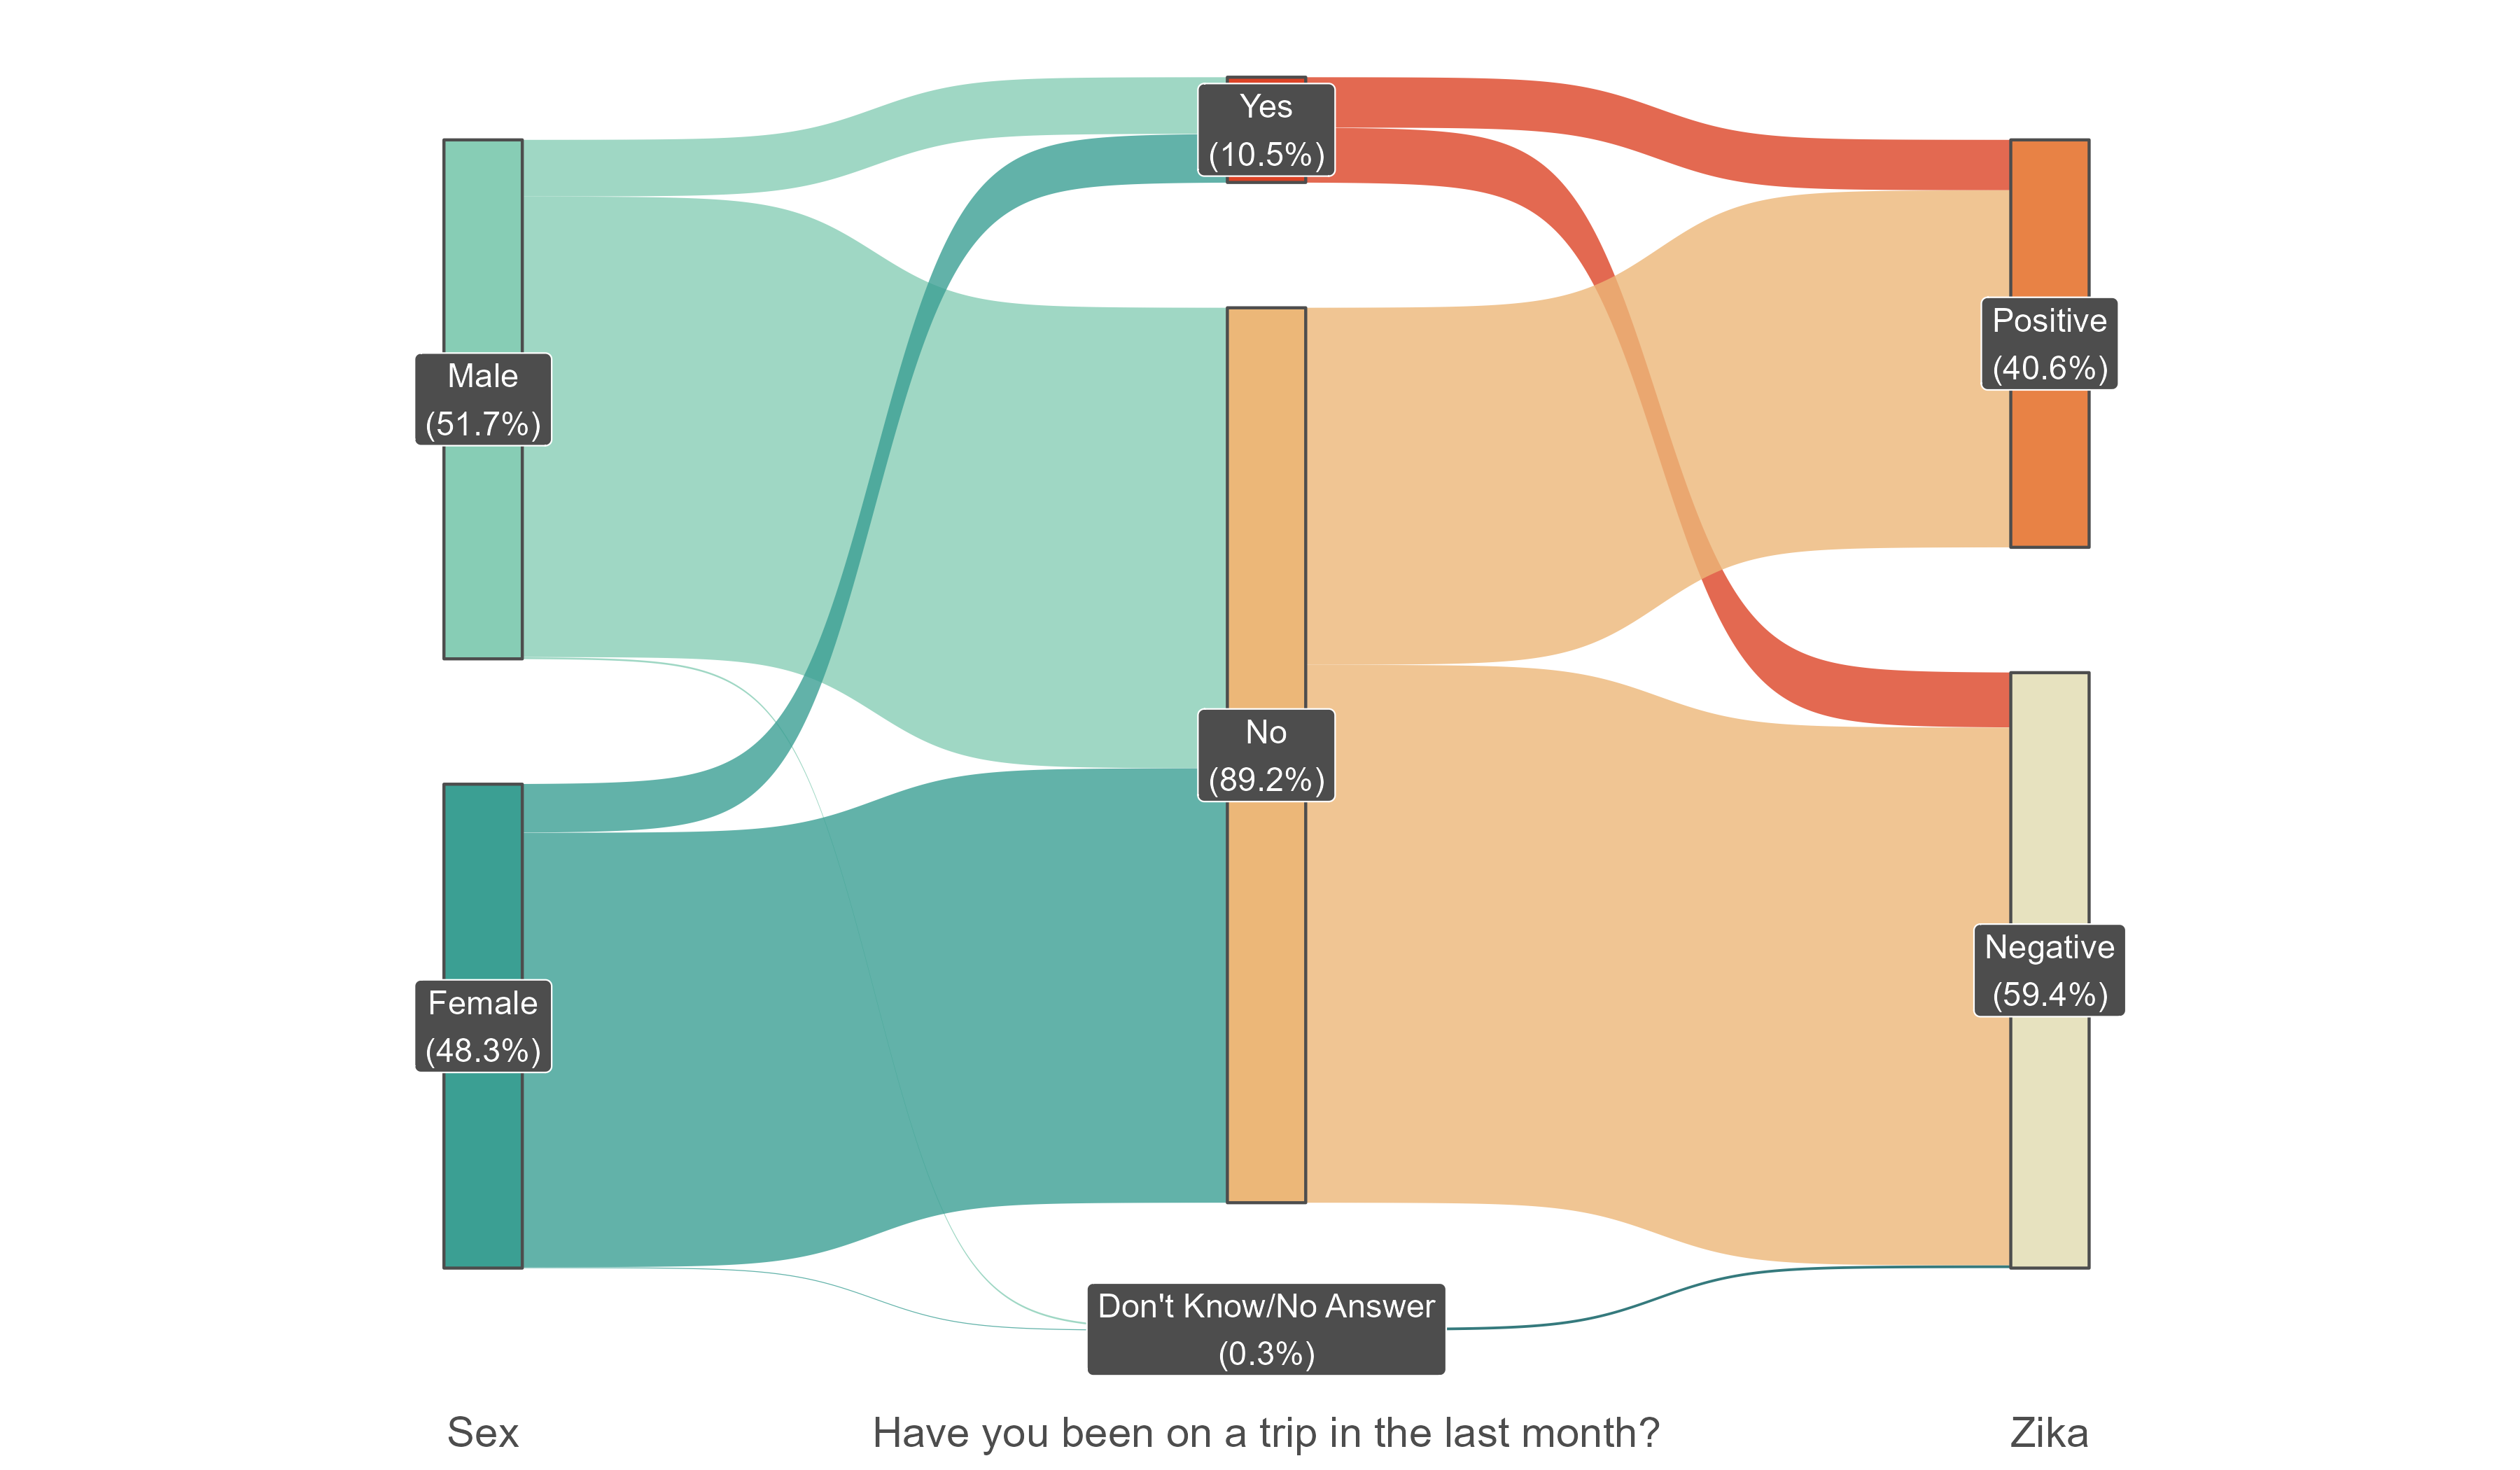 Yes
(10.5%)
Male
(51.7%)
Positive
(40.6%)
No
(89.2%)
Female
(48.3%)
Negative
(59.4%)
Don't Know/No Answer
(0.3%)
Sex
Have you been on a trip in the last month?
Zika